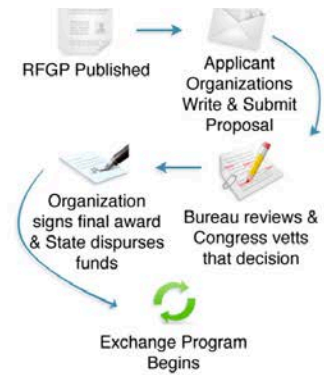 RFGP Published
Applicant
Organizations
Write & Submit
Proposal
Bureau reviews &
Congress vetts
that decision
Organization
signs final award
& State dispurses
funds
Exchange Program
Begins